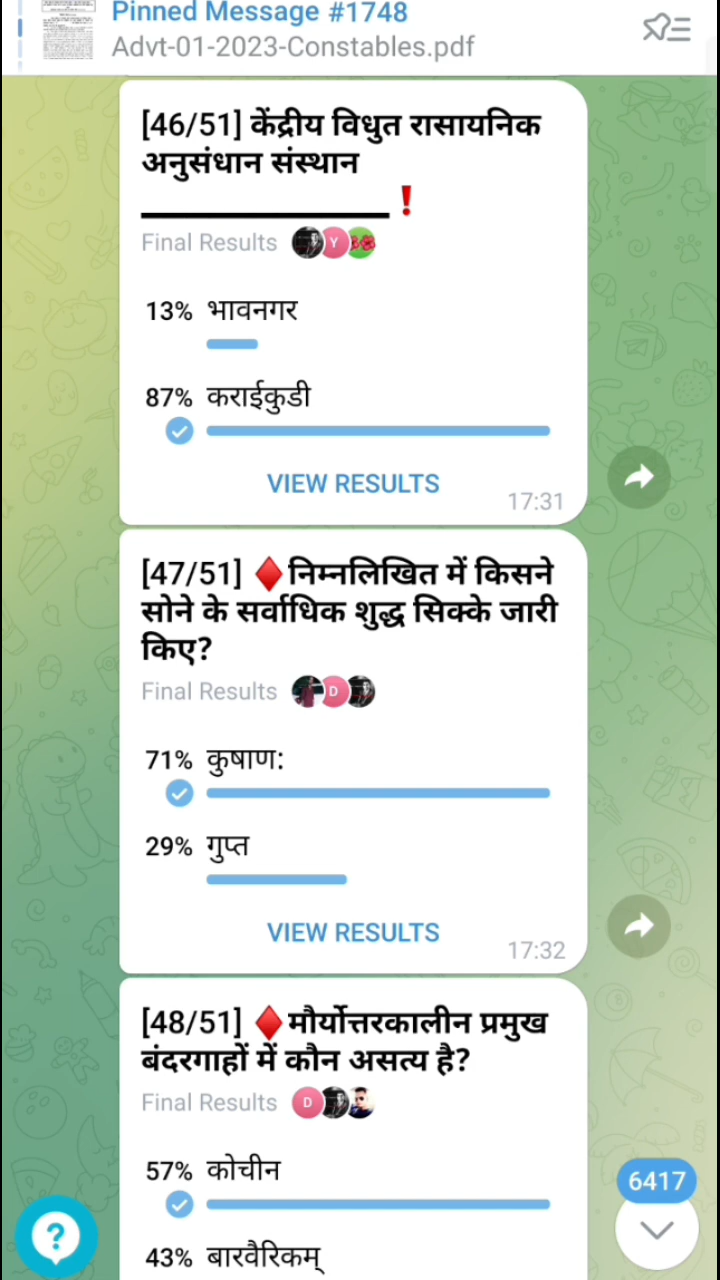 Pinned Message #1748
Advt-01-2023-Constables.pdf
[46/51] केंद्रीय विधुत रासायनिक
अनुसंधान संस्थान
_________________❗
Final Results Y
13% भावनगर
87% कराईकुडी
VIEW RESULTS
17:31
[47/51] ♦️निम्नलिखित में किसने
सोने के सर्वाधिक शुद्ध सिक्के जारी
किए?
Final Results D
71% कुषाण:
29% गुप्त
VIEW RESULTS
17:32
[48/51] ♦️मौर्योत्तरकालीन प्रमुख
बंदरगाहों में कौन असत्य है?
Final Results D
57% कोचीन
6417
?
43% बारवैरिकम्